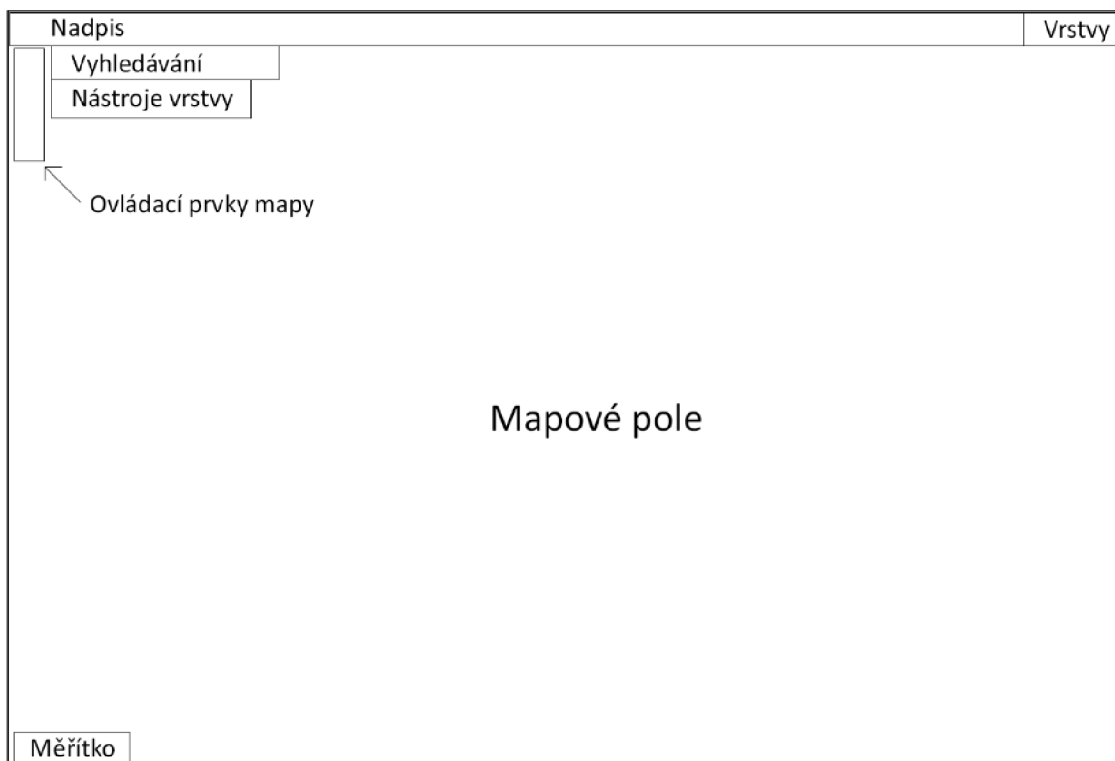 Nadpis
Vrstvy
Vyhledávání
Nástroje vrstvy
Ovládací prvky mapy
Mapové pole
Měřítko